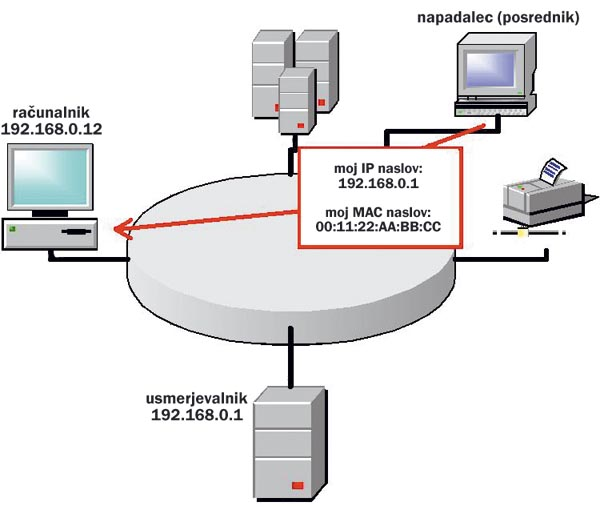 napadalec (posrednik)
računalnik
192.168.0.12
moj IP naslov:
192.168.0.1
moj MAC naslov:
00:11:22:AA:BB:CC
usmerjevalnik
192.168.0.1